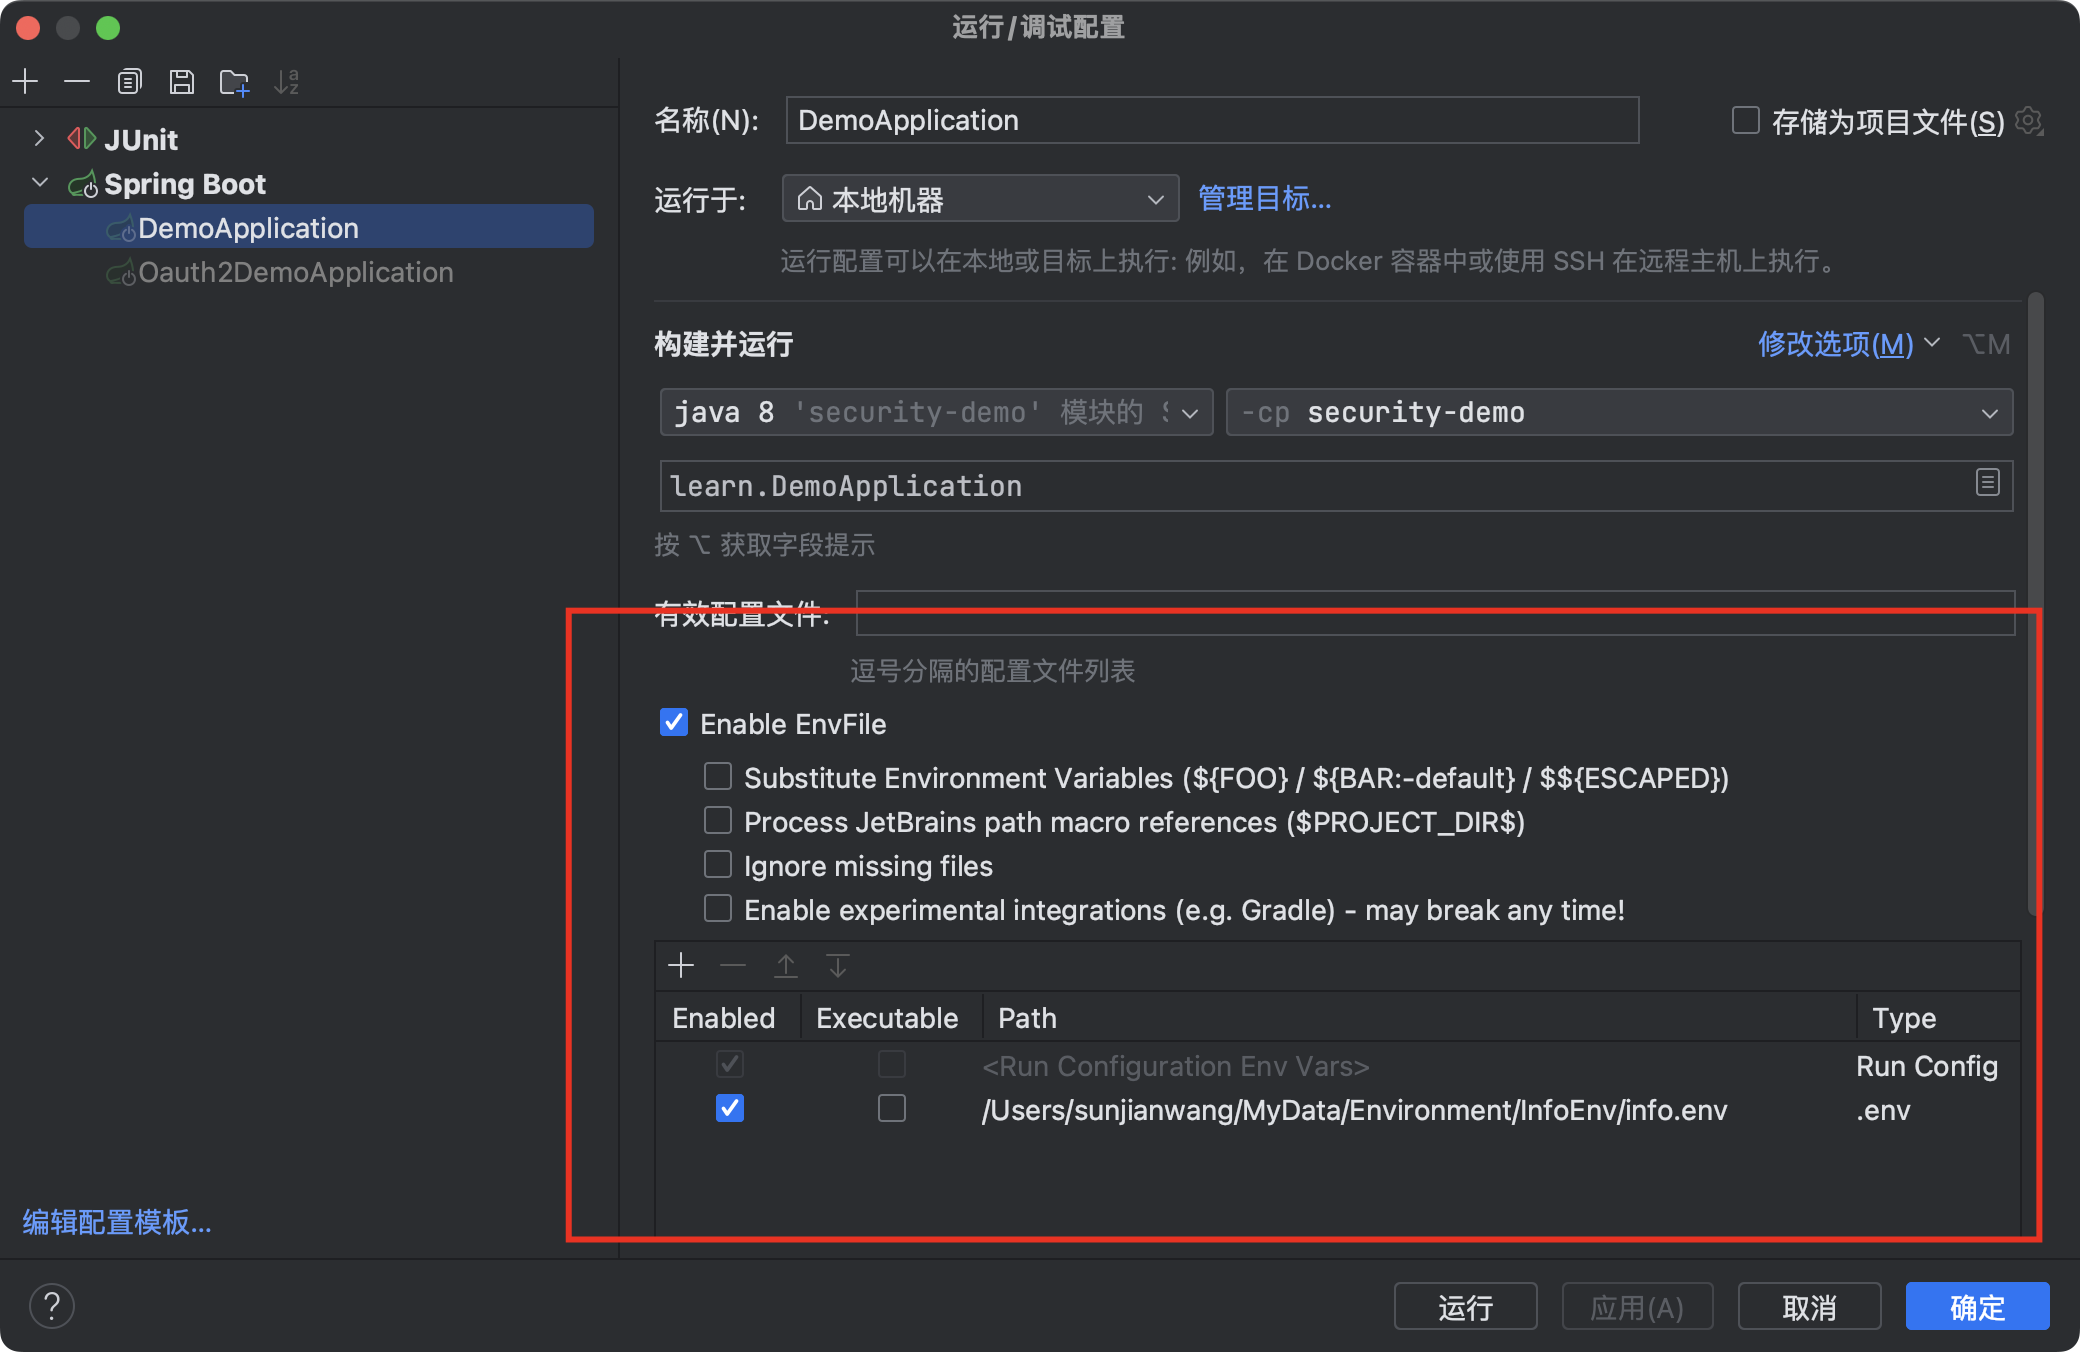 运行/调试配置
JUnit
Spring Boot
DemoApplication
Oauth2DemoApplication
编辑配置模板...
名称(N):
DemoApplication
存储为项目文件(S)
运行于:
本地机器
管理目标...
运行配置可以在本地或目标上执行: 例如，在 Docker 容器中或使用 SSH 在远程主机上执行。
构建并运行
修改选项(M)
⌥M
java 8 'security-demo' 模块的
-cp security-demo
learn.DemoApplication
按 ⌥ 获取字段提示
有效配置文件:
逗号分隔的配置文件列表
Enable EnvFile
Substitute Environment Variables (${FOO} / ${BAR:-default} / $${ESCAPED})
Process JetBrains path macro references ($PROJECT_DIR$)
Ignore missing files
Enable experimental integrations (e.g. Gradle) - may break any time!
Enabled Executable Path Type
<Run Configuration Env Vars> Run Config
/Users/sunjianwang/MyData/Environment/InfoEnv/info.env .env
?
运行
应用(A)
取消
确定